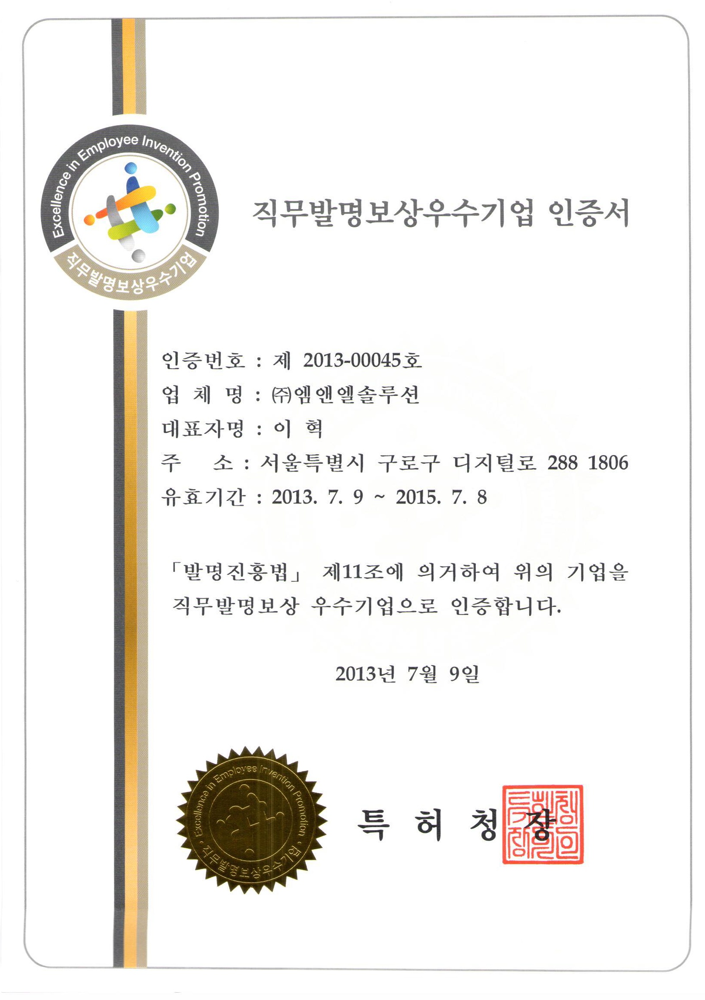 Excellence in Employee Invention Promotion
직무발명보상우수기업
직무발명보상우수기업 인증서
인증번호 : 제 2013-00045호
업 체 명 : ㈜엠앤엘솔루션
대표자명 : 이 혁
주 소 : 서울특별시 구로구 디지털로 288 1806
유효기간 : 2013. 7. 9 ~ 2015. 7. 8
「발명진흥법」 제11조에 의거하여 위의 기업을
직무발명보상 우수기업으로 인증합니다.
2013년 7월 9일
Excellence in Employee Invention Promotion
직무발명보상우수기업
특 허 청 장